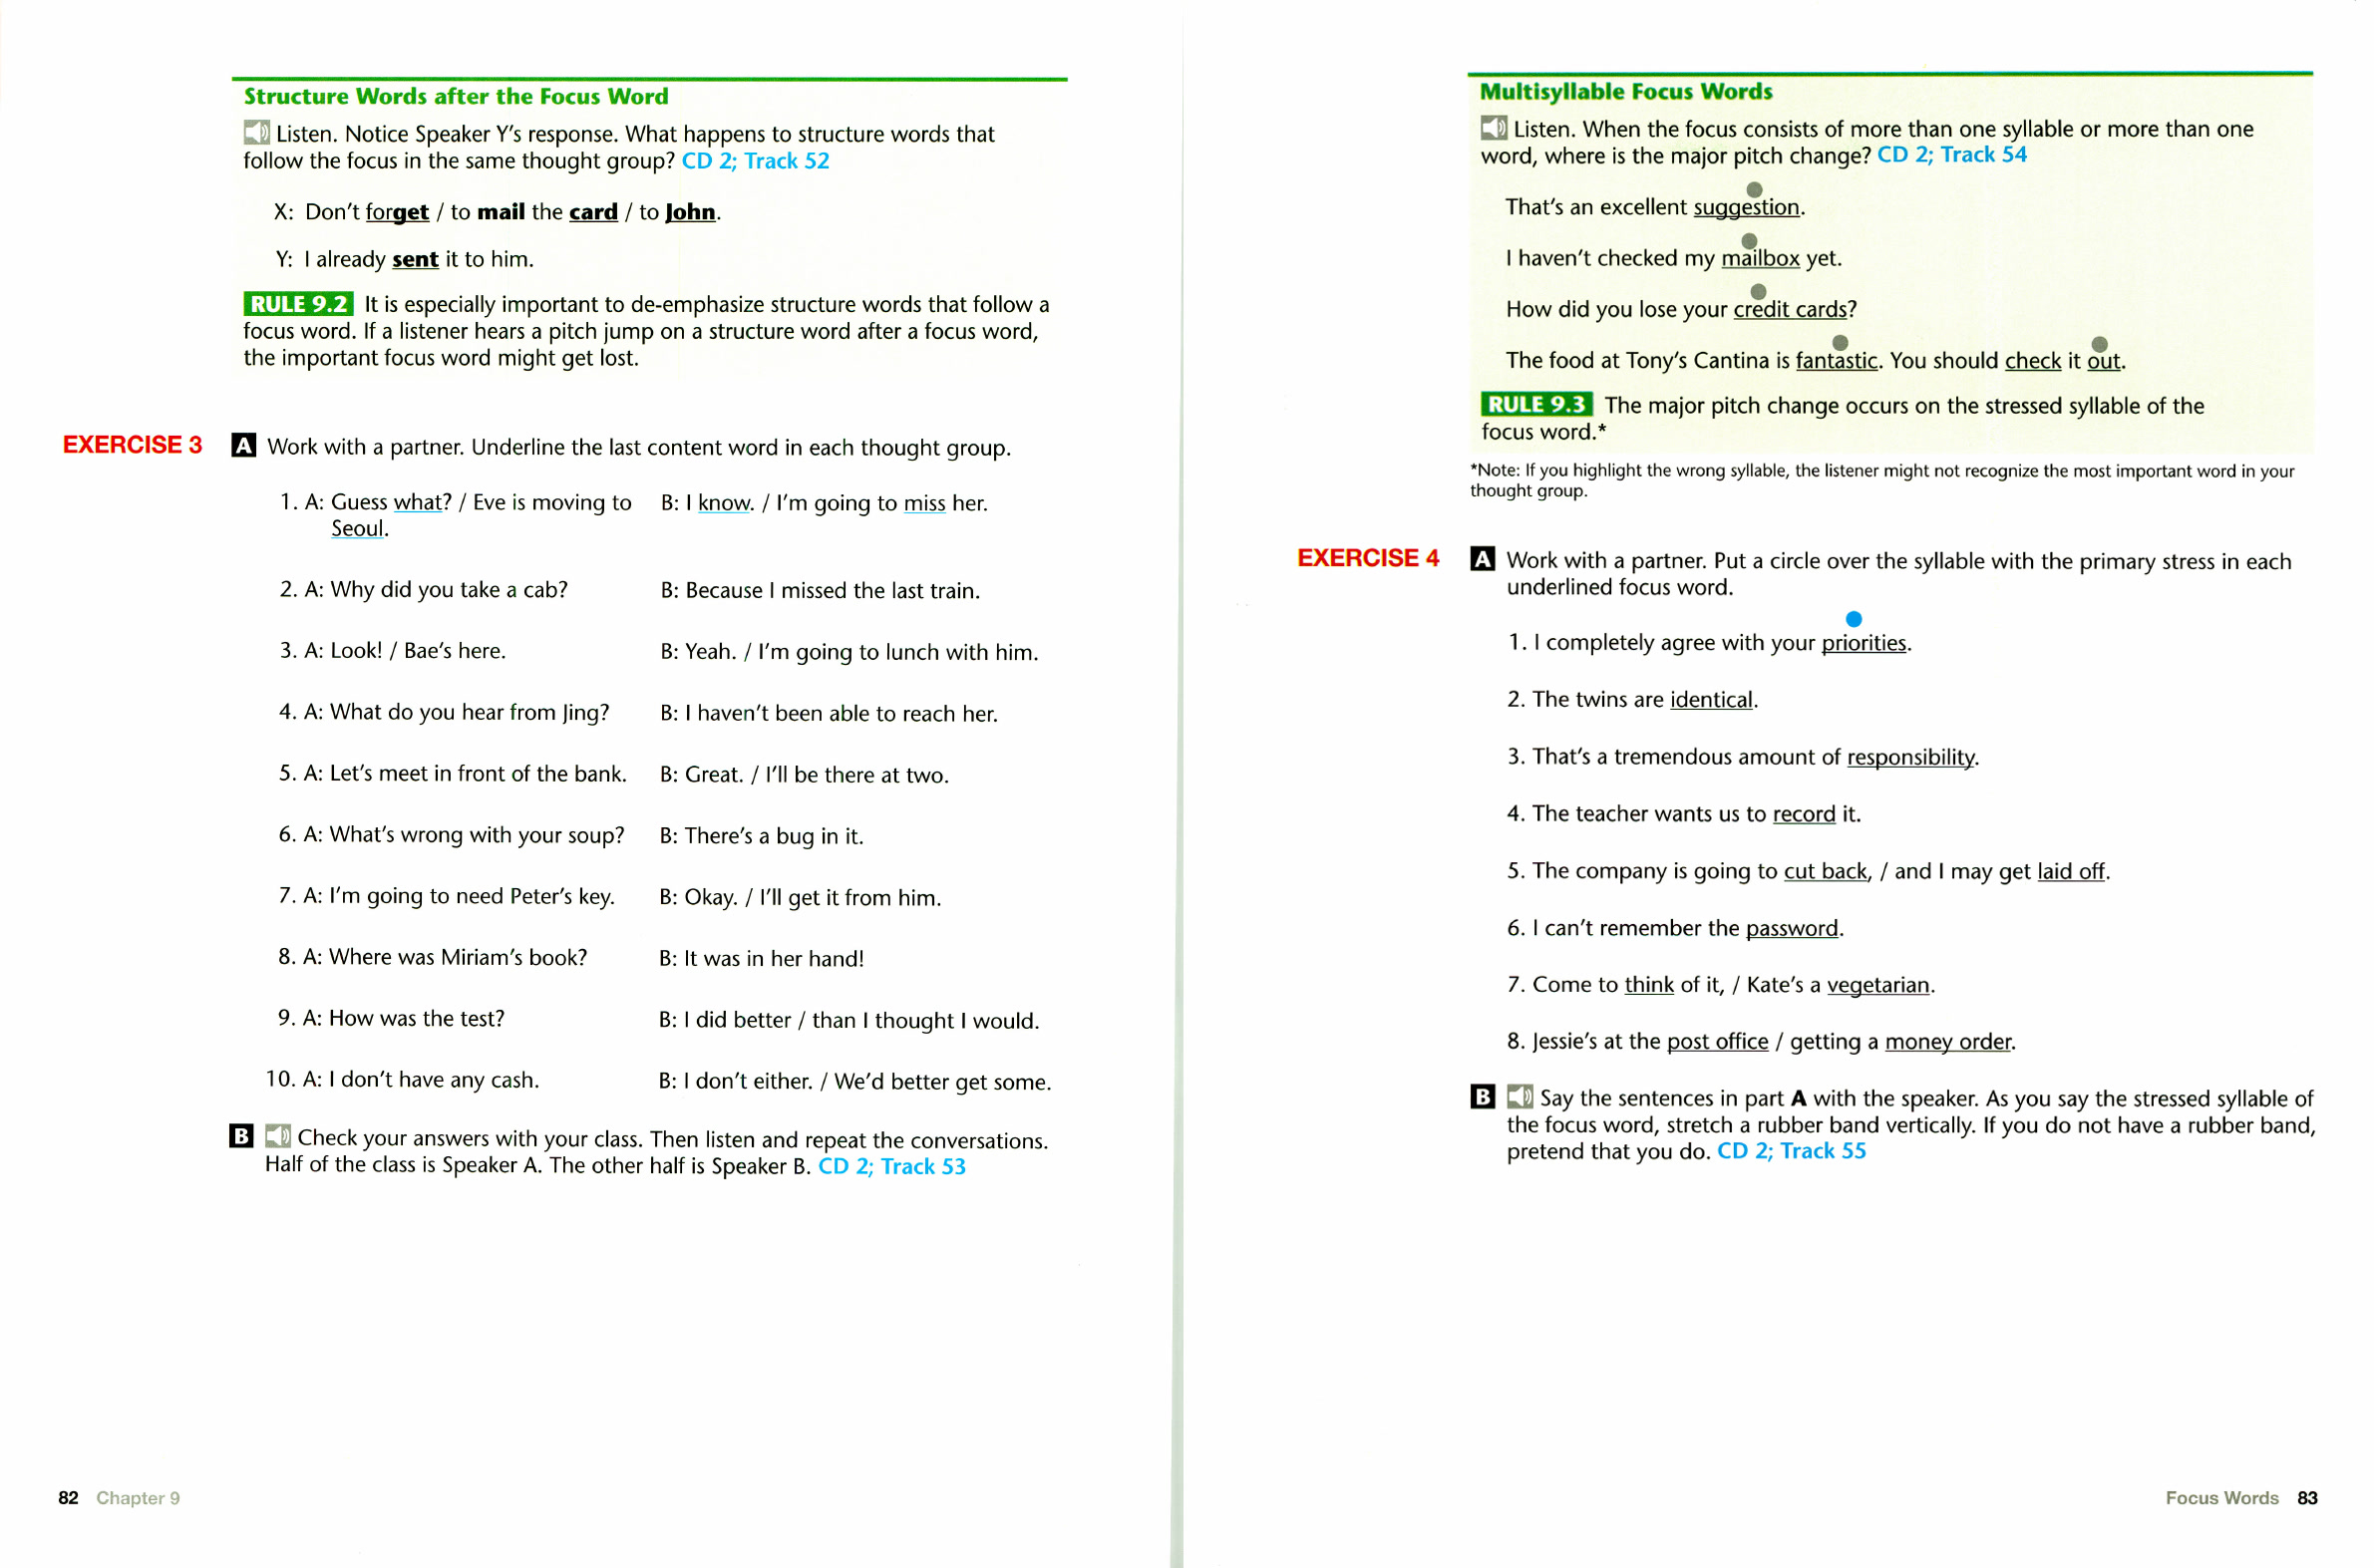 Structure Words after the Focus Word
Listen. Notice Speaker Y's response. What happens to structure words that
follow the focus in the same thought group? CD 2; Track 52
X: Don't forget / to mail the card / to John.
Y: I already sent it to him.
RULE 9.2 It is especially important to de-emphasize structure words that follow a
focus word. If a listener hears a pitch jump on a structure word after a focus word,
the important focus word might get lost.
EXERCISE 3 A Work with a partner. Underline the last content word in each thought group.
1. A: Guess what? / Eve is moving to B: I know. / I'm going to miss her.
Seoul.
2. A: Why did you take a cab? B: Because I missed the last train.
3. A: Look! / Bae's here. B: Yeah. / I'm going to lunch with him.
4. A: What do you hear from Jing? B: I haven't been able to reach her.
5. A: Let's meet in front of the bank. B: Great. / I'll be there at two.
6. A: What's wrong with your soup? B: There's a bug in it.
7. A: I'm going to need Peter's key. B: Okay. / I'll get it from him.
8. A: Where was Miriam's book? B: It was in her hand!
9. A: How was the test? B: I did better / than I thought I would.
10. A: I don't have any cash. B: I don't either. / We'd better get some.
B Check your answers with your class. Then listen and repeat the conversations.
Half of the class is Speaker A. The other half is Speaker B. CD 2; Track 53
82 Chapter 9
Multisyllable Focus Words
Listen. When the focus consists of more than one syllable or more than one
word, where is the major pitch change? CD 2; Track 54
That's an excellent suggestion.
I haven't checked my mailbox yet.
How did you lose your credit cards?
The food at Tony's Cantina is fantastic. You should check it out.
RULE 9.3 The major pitch change occurs on the stressed syllable of the
focus word.*
*Note: If you highlight the wrong syllable, the listener might not recognize the most important word in your
thought group.
EXERCISE 4 A Work with a partner. Put a circle over the syllable with the primary stress in each
underlined focus word.
1. I completely agree with your priorities.
2. The twins are identical.
3. That's a tremendous amount of responsibility.
4. The teacher wants us to record it.
5. The company is going to cut back, / and I may get laid off.
6. I can't remember the password.
7. Come to think of it, / Kate's a vegetarian.
8. Jessie's at the post office / getting a money order.
B Say the sentences in part A with the speaker. As you say the stressed syllable of
the focus word, stretch a rubber band vertically. If you do not have a rubber band,
pretend that you do. CD 2; Track 55
Focus Words 83